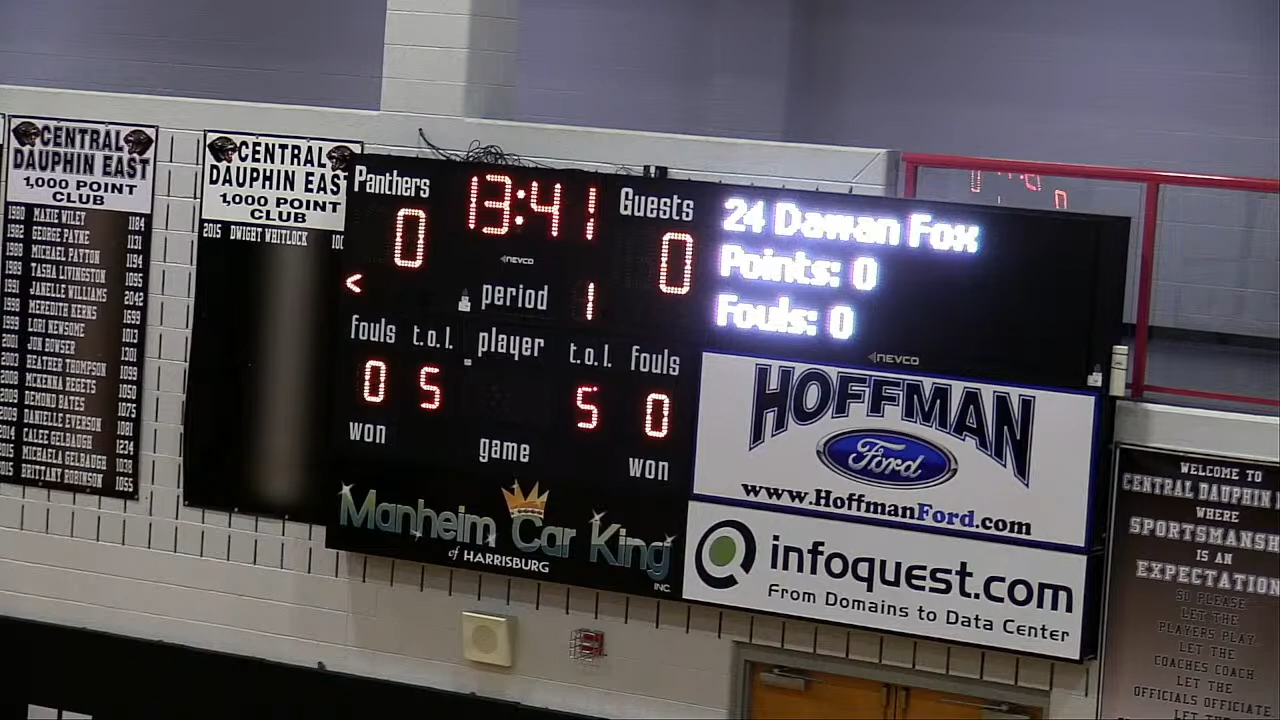 CENTRAL
DAUPHIN EAST
1,000 POINT
CLUB
1980 MAXIE WILEY 1184
1982 GEORGE PAYNE 1131
1988 MICHAEL PAYTON 1194
1989 TASHA LIVINGSTON 1055
1991 JANELLE WILLIAMS 2042
1998 MEREDITH KERNS 1699
1999 LORI NEWSOME 1013
2001 JON BOWSER 1301
2003 HEATHER THOMPSON 1099
MCKENNA REGETS 1050
DEMOND BATES 1075
2009 DANIELLE EVERSON 1081
2014 CALEE GELBAUGH 1234
2015 MICHAELA GELBAUGH 1038
2015 BRITTANY ROBINSON 1055
CENTRAL
DAUPHIN EAS
1,000 POINT
CLUB
2015 DWIGHT WHITLOCK
Panthers 13:41 Guests
0 0
NEVCO
< period 1
fouls t.o.l. player t.o.l. fouls
0 5 5 0
won game won
Manheim Car King
of HARRISBURG
INC.
24 Dawan Fox
Points: 0
Fouls: 0
NEVCO
HOFFMAN
Ford
www.HoffmanFord.com
infoquest.com
From Domains to Data Center
WELCOME TO
CENTRAL DAUPHIN
WHERE
SPORTSMANSH
IS AN
EXPECTATION
SO PLEASE
LET THE
PLAYERS PLAY
LET THE
COACHES COACH
LET THE
OFFICIALS OFFICIATE
LET